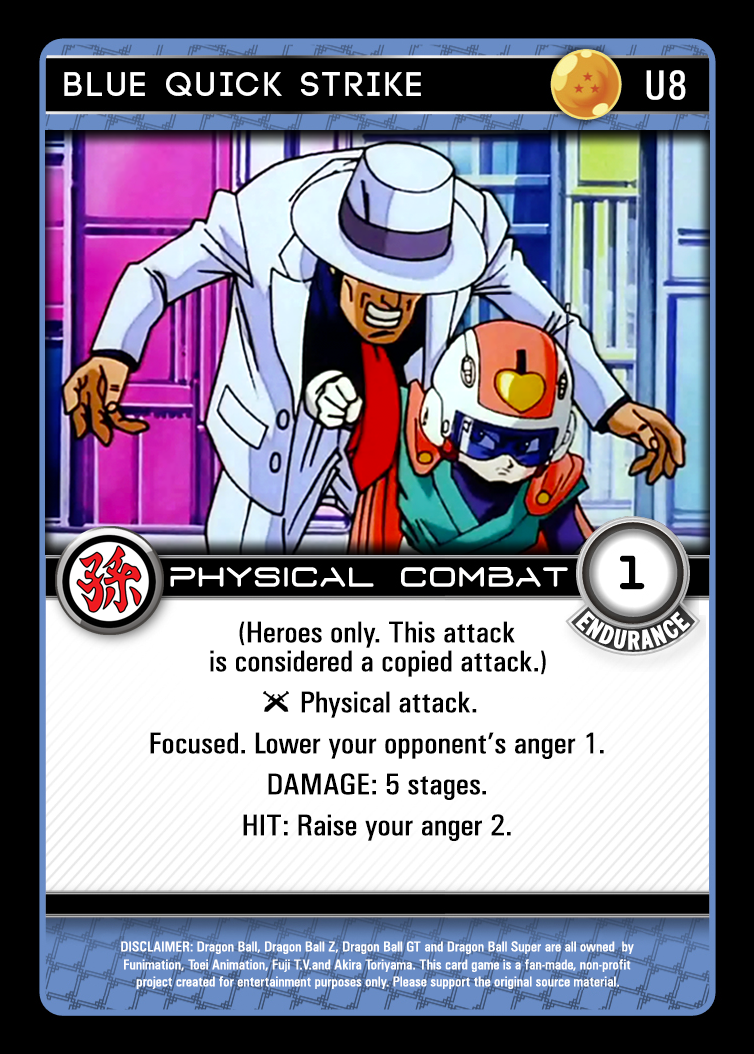 BLUE QUICK STRIKE
U8
孫
PHYSICAL COMBAT
1
ENDURANCE
(Heroes only. This attack
is considered a copied attack.)
Physical attack.
Focused. Lower your opponent's anger 1.
DAMAGE: 5 stages.
HIT: Raise your anger 2.
DISCLAIMER: Dragon Ball, Dragon Ball Z, Dragon Ball GT and Dragon Ball Super are all owned by
Funimation, Toei Animation, Fuji T.V.and Akira Toriyama. This card game is a fan-made, non-profit
project created for entertainment purposes only. Please support the original source material.